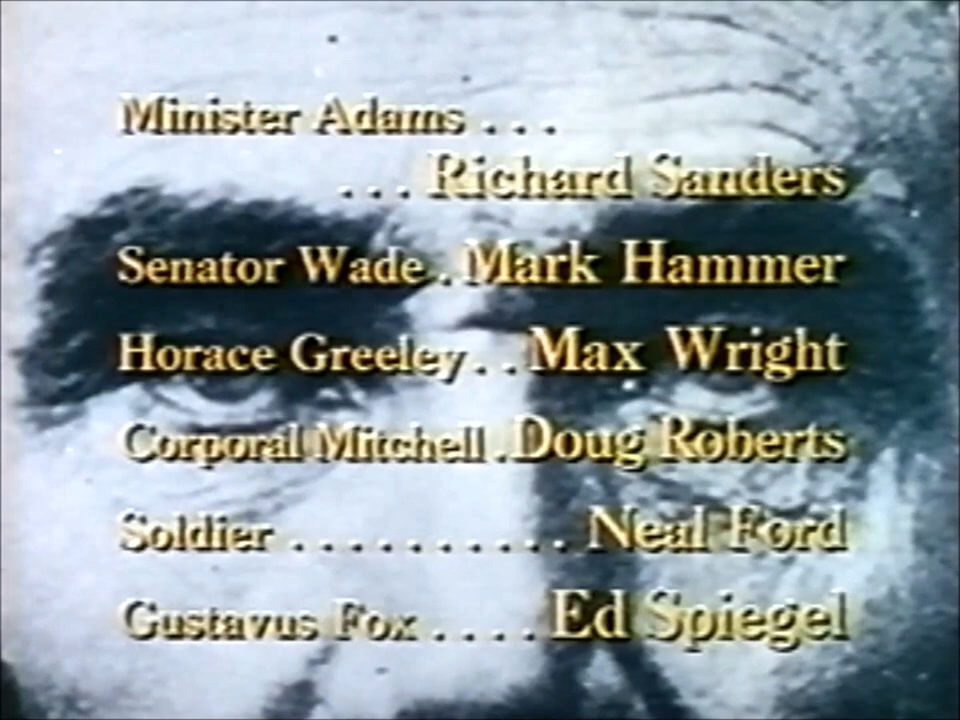 Minister Adams . . .
. . . Richard Sanders
Senator Wade . Mark Hammer
Horace Greeley . . Max Wright
Corporal Mitchell . Doug Roberts
Soldier . . . . . . . . . . Neal Ford
Gustavus Fox . . . . Ed Spiegel